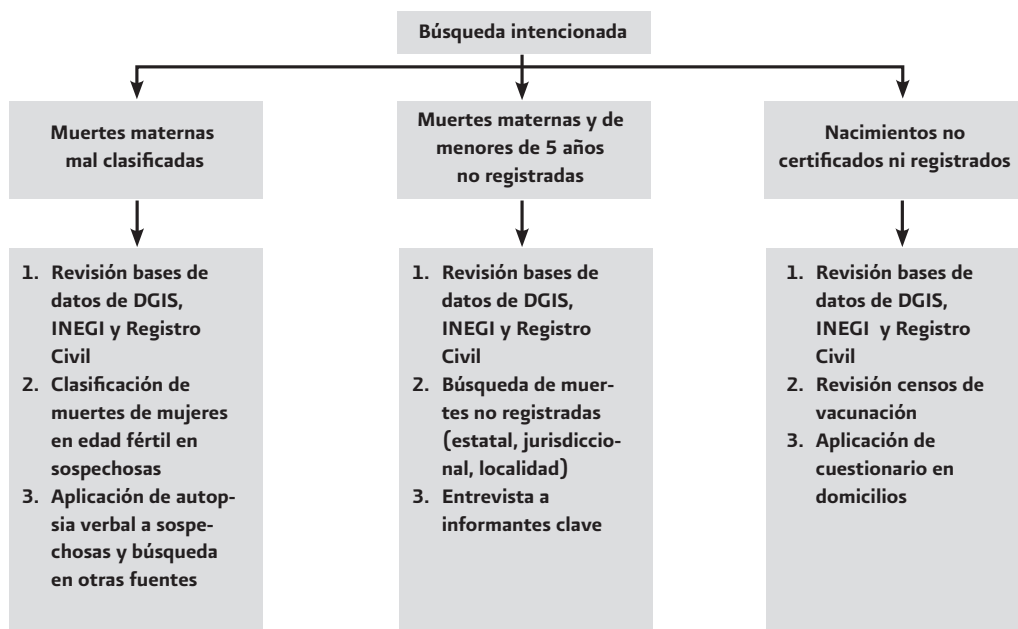 Búsqueda intencionada
Muertes maternas
mal clasificadas
Muertes maternas y de
menores de 5 años
no registradas
Nacimientos no
certificados ni registrados
1. Revisión bases de
datos de DGIS,
INEGI y Registro
Civil
2. Clasificación de
muertes de mujeres
en edad fértil en
sospechosas
3. Aplicación de autop-
sia verbal a sospe-
chosas y búsqueda
en otras fuentes
1. Revisión bases de
datos de DGIS,
INEGI y Registro
Civil
2. Búsqueda de muer-
tes no registradas
(estatal, jurisdiccio-
nal, localidad)
3. Entrevista a
informantes clave
1. Revisión bases de
datos de DGIS,
INEGI y Registro
Civil
2. Revisión censos de
vacunación
3. Aplicación de
cuestionario en
domicilios